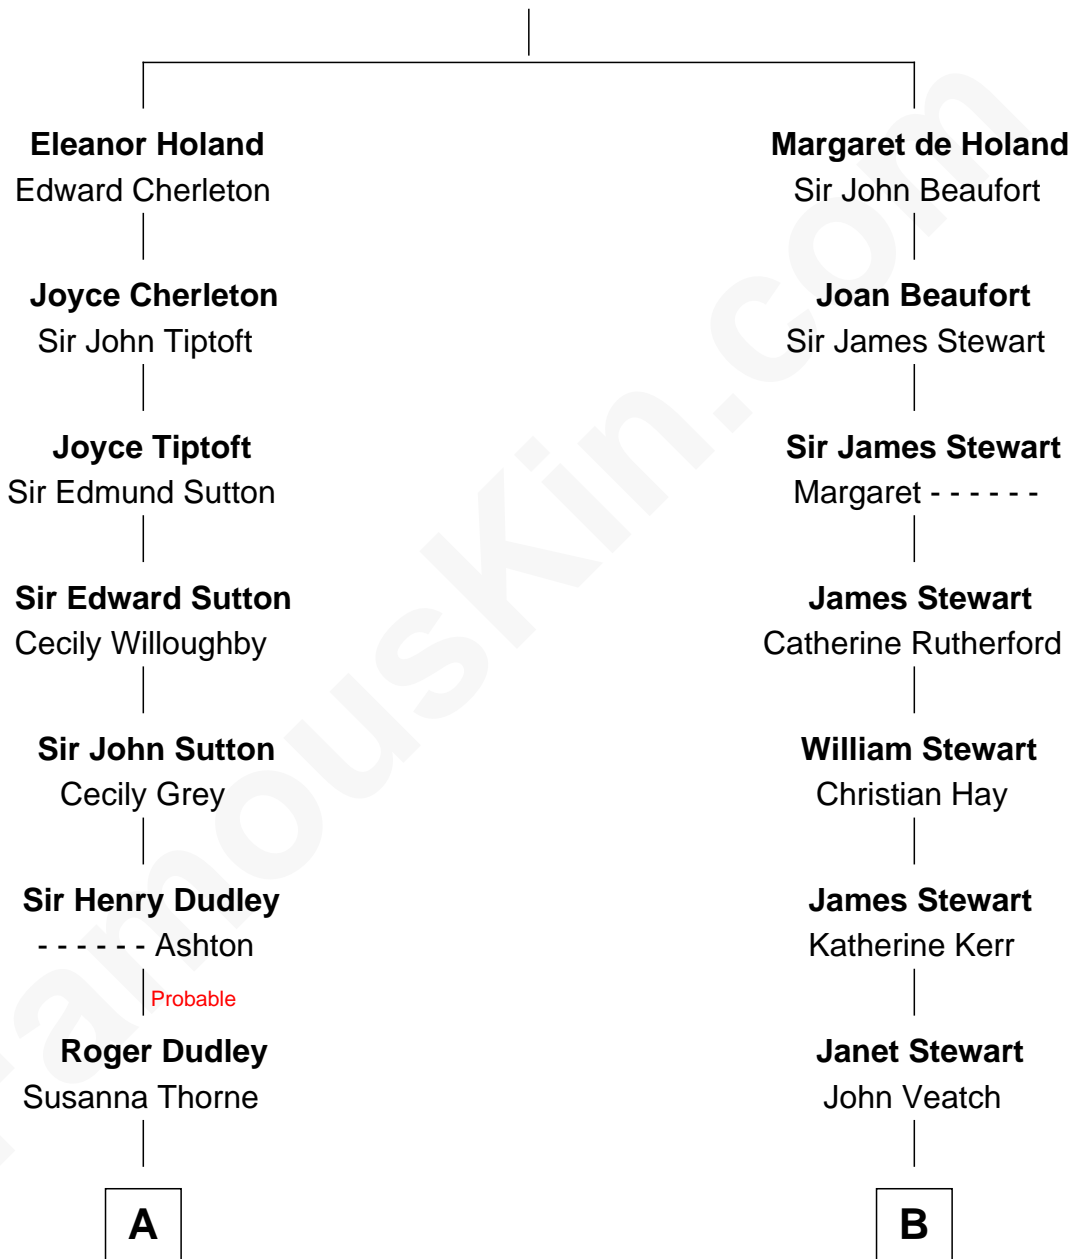 Eleanor Holand
Edward Cherleton
Joyce Cherleton
Sir John Tiptoft
Joyce Tiptoft
Sir Edmund Sutton
Sir Edward Sutton
Cecily Willoughby
Sir John Sutton
Cecily Grey
Sir Henry Dudley
- - - - - - Ashton
Probable
Roger Dudley
Susanna Thorne
A
Margaret de Holand
Sir John Beaufort
Joan Beaufort
Sir James Stewart
Sir James Stewart
Margaret - - - - - -
James Stewart
Catherine Rutherford
William Stewart
Christian Hay
James Stewart
Katherine Kerr
Janet Stewart
John Veatch
B
FamousKin.com